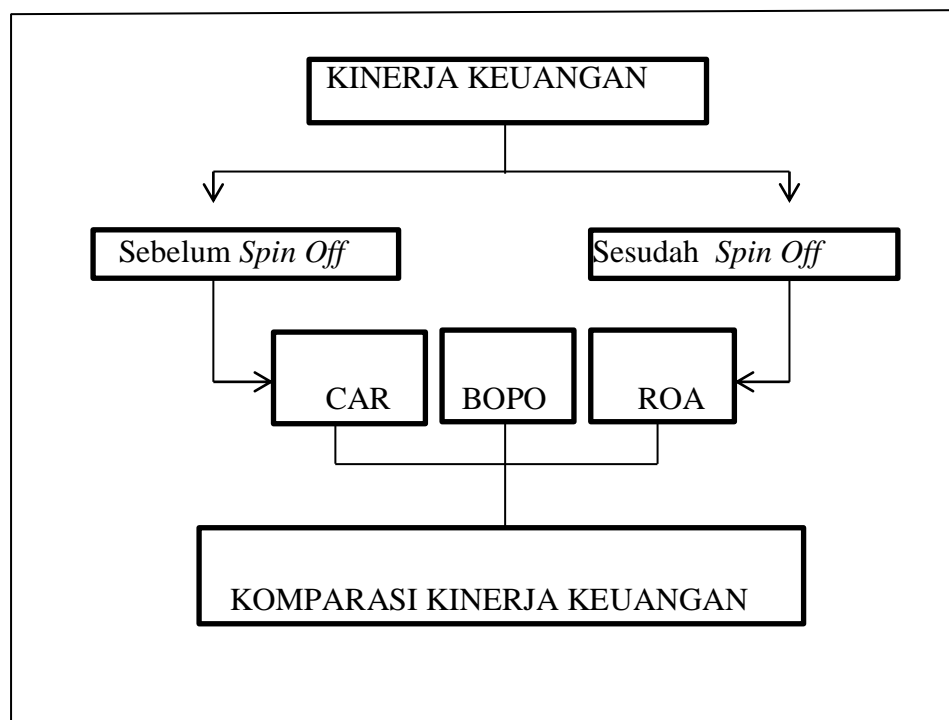 KINERJA KEUANGAN
Sebelum Spin Off
Sesudah Spin Off
CAR
BOPO
ROA
KOMPARASI KINERJA KEUANGAN